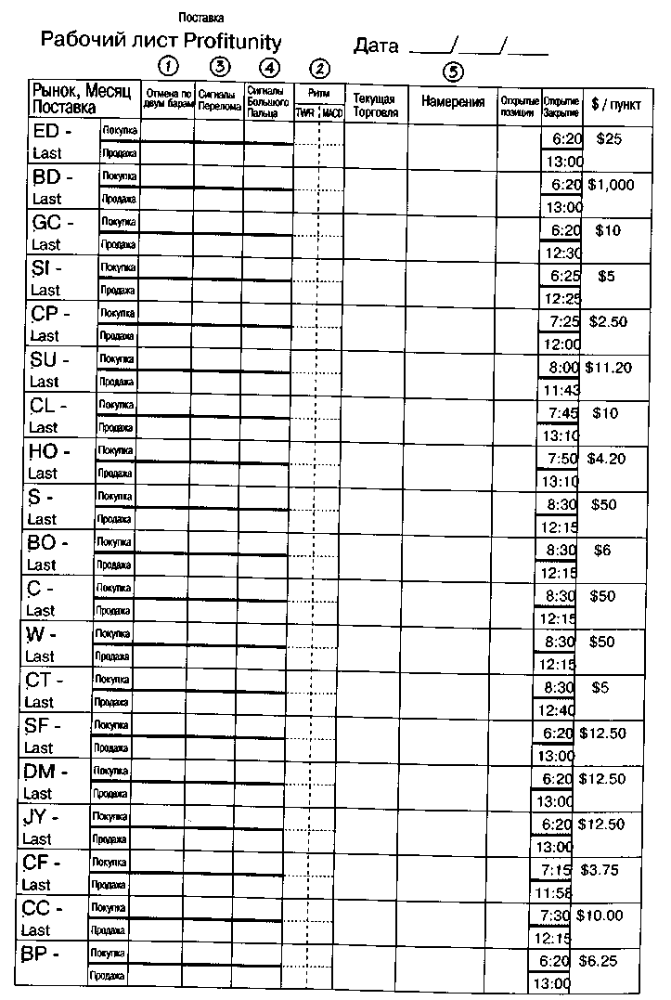 Поставка
Рабочий лист Profitunity Дата __/__/__
① ③ ④ ② ⑤
Рынок, Месяц Поставка Отмена по двум барам Сигналы Перелома Сигналы Большого Пальца Ритм TWR MACD Текущая Торговля Намерения Открытые позиции Открытие Закрытие $ / пункт
ED - Покупка 6:20 $25
Last Продажа 13:00
BD - Покупка 6:20 $1,000
Last Продажа 13:00
GC - Покупка 6:20 $10
Last Продажа 12:30
SI - Покупка 6:25 $5
Last Продажа 12:25
CP - Покупка 7:25 $2.50
Last Продажа 12:00
SU - Покупка 8:00 $11.20
Last Продажа 11:43
CL - Покупка 7:45 $10
Last Продажа 13:10
HO - Покупка 7:50 $4.20
Last Продажа 13:10
S - Покупка 8:30 $50
Last Продажа 12:15
BO - Покупка 8:30 $6
Last Продажа 12:15
C - Покупка 8:30 $50
Last Продажа 12:15
W - Покупка 8:30 $50
Last Продажа 12:15
CT - Покупка 8:30 $5
Last Продажа 12:40
SF - Покупка 6:20 $12.50
Last Продажа 13:00
DM - Покупка 6:20 $12.50
Last Продажа 13:00
JY - Покупка 6:20 $12.50
Last Продажа 13:00
CF - Покупка 7:15 $3.75
Last Продажа 11:58
CC - Покупка 7:30 $10.00
Last Продажа 12:15
BP - Покупка 6:20 $6.25
Продажа 13:00